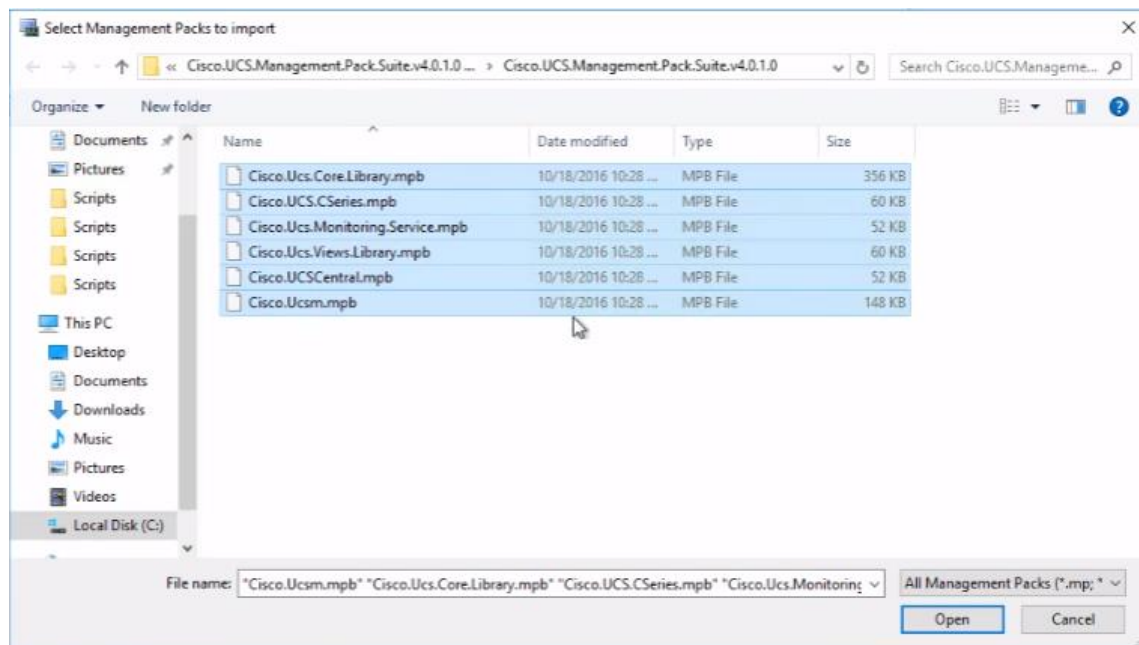 Select Management Packs to import
« Cisco.UCS.Management.Pack.Suite.v4.0.1.0 ... › Cisco.UCS.Management.Pack.Suite.v4.0.1.0 Search Cisco.UCS.Manageme...
Organize New folder
Name Date modified Type Size
Documents
Pictures
Scripts
Scripts
Scripts
Scripts
This PC
Desktop
Documents
Downloads
Music
Pictures
Videos
Local Disk (C:)
Cisco.Ucs.Core.Library.mpb 10/18/2016 10:28 ... MPB File 356 KB
Cisco.UCS.CSeries.mpb 10/18/2016 10:28 ... MPB File 60 KB
Cisco.Ucs.Monitoring.Service.mpb 10/18/2016 10:28 ... MPB File 52 KB
Cisco.Ucs.Views.Library.mpb 10/18/2016 10:28 ... MPB File 60 KB
Cisco.UCSCentral.mpb 10/18/2016 10:28 ... MPB File 52 KB
Cisco.Ucsm.mpb 10/18/2016 10:28 ... MPB File 148 KB
File name: "Cisco.Ucsm.mpb" "Cisco.Ucs.Core.Library.mpb" "Cisco.UCS.CSeries.mpb" "Cisco.Ucs.Monitoring All Management Packs (*.mp; *
Open Cancel